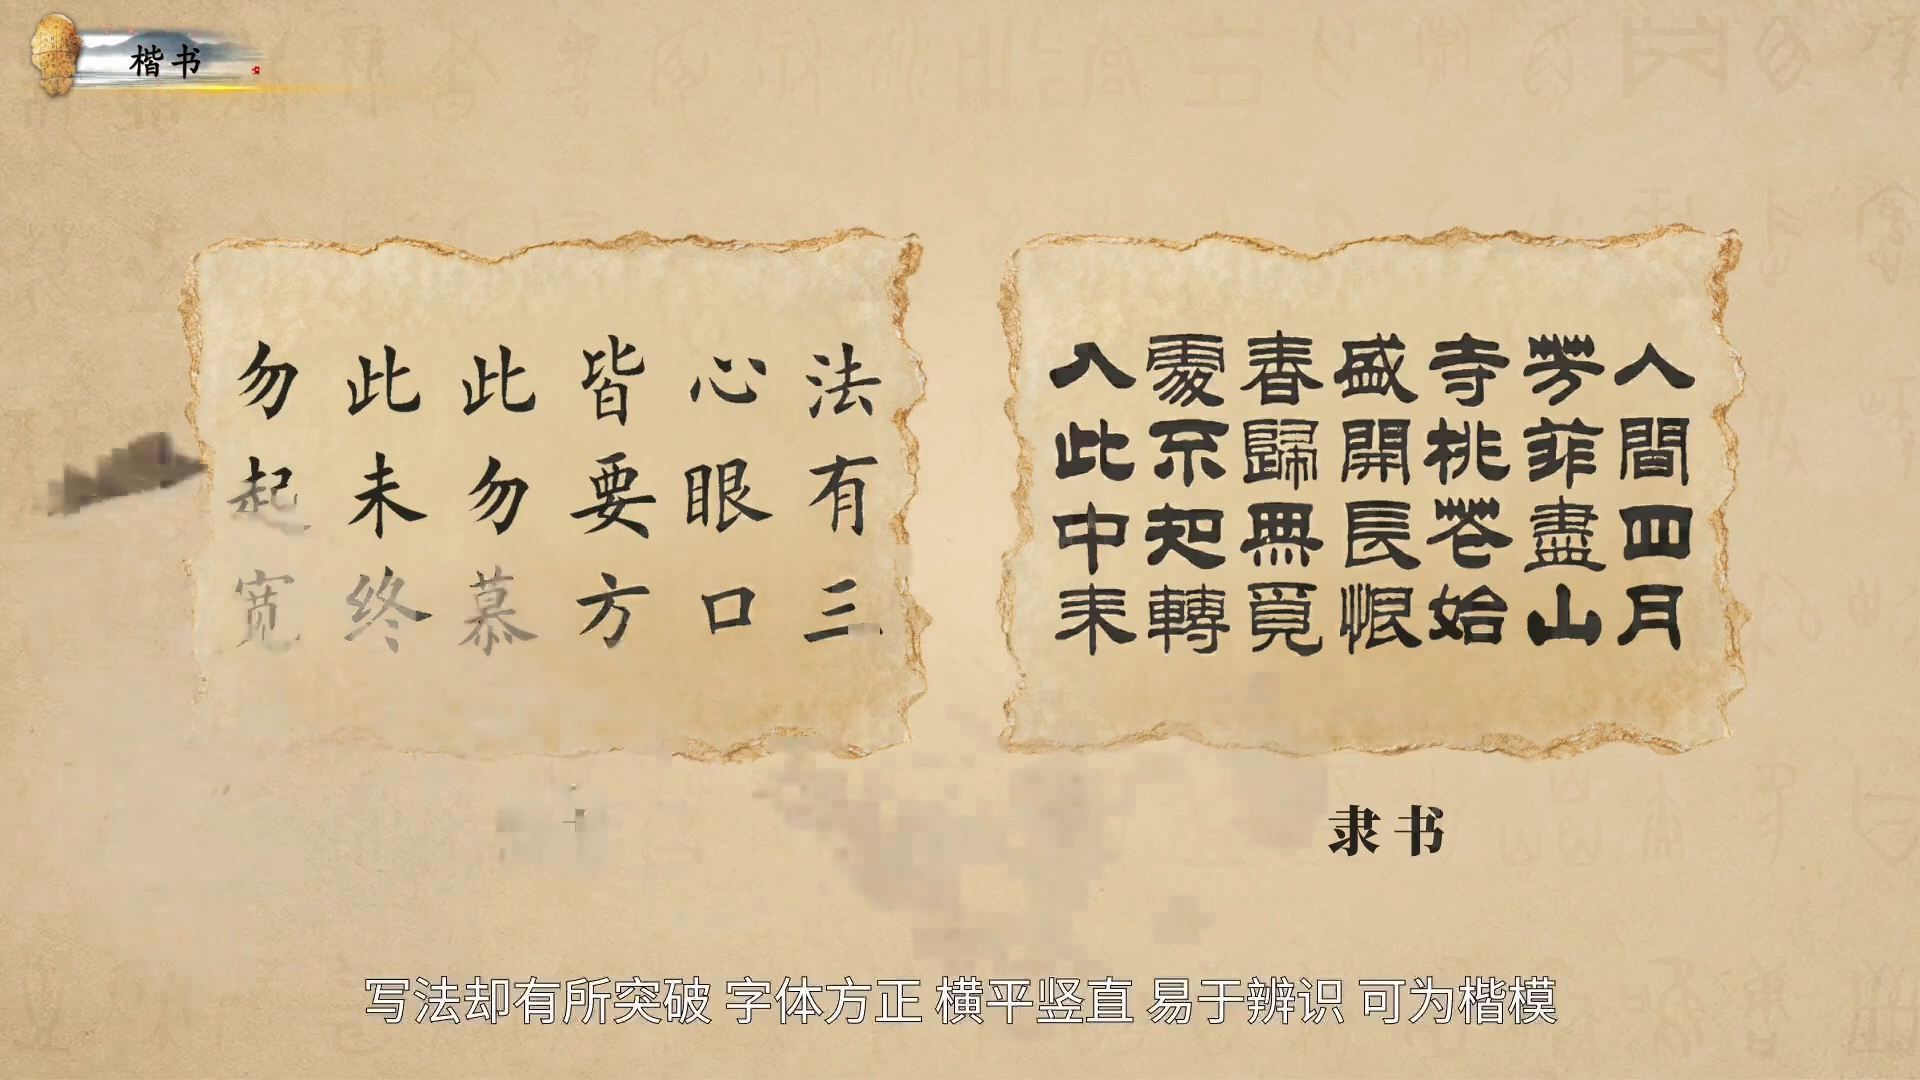 楷书
法有三
心眼口
皆要方
此勿慕
此未终
勿起宽
人間四月
芳菲盡山
寺桃花始
盛開長恨
春歸無覓
處不知轉
入此中来
隶书
写法却有所突破 字体方正 横平竖直 易于辨识 可为楷模